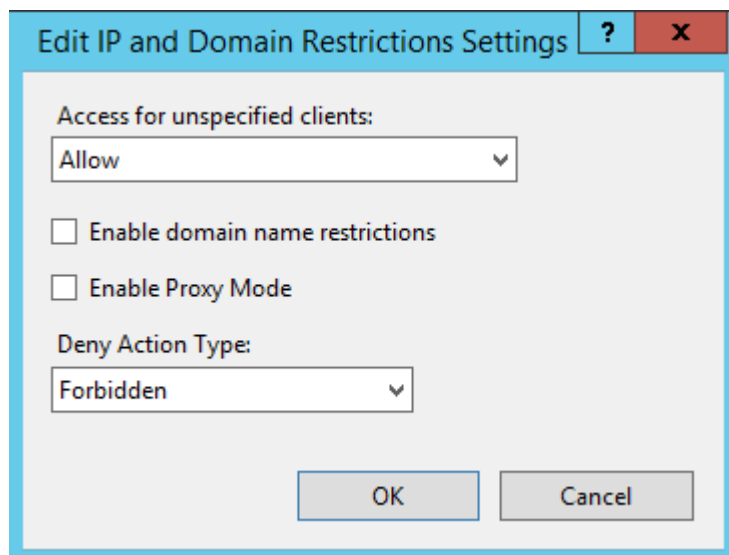 Edit IP and Domain Restrictions Settings ? x
Access for unspecified clients:
Allow
Enable domain name restrictions
Enable Proxy Mode
Deny Action Type:
Forbidden
OK Cancel